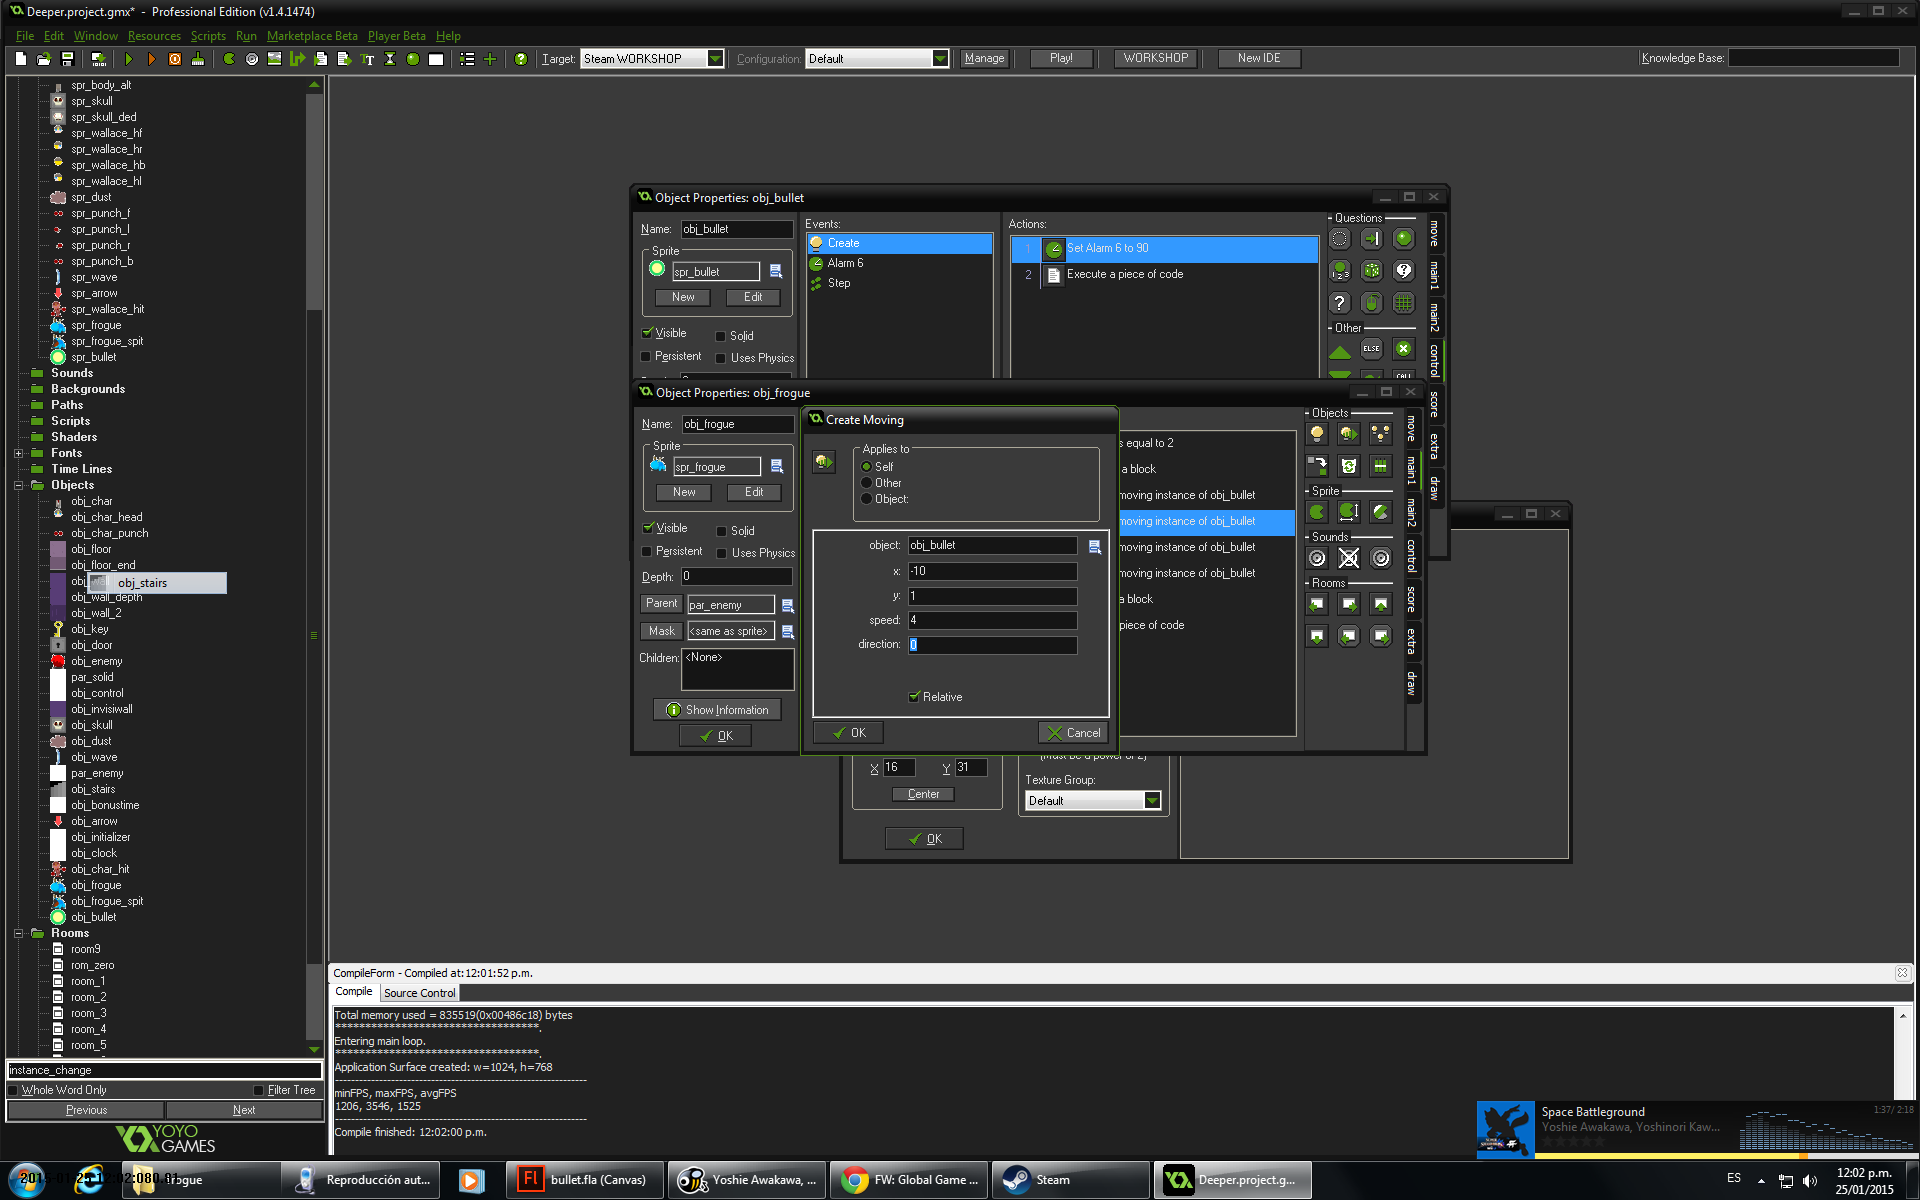 Deeper.project.gmx* - Professional Edition (v1.4.1474)
File Edit Window Resources Scripts Run Marketplace Beta Player Beta Help
Target: Steam WORKSHOP Configuration: Default Manage Play! WORKSHOP New IDE Knowledge Base:
spr_body_alt
spr_skull
spr_skull_ded
spr_wallace_hf
spr_wallace_hr
spr_wallace_hb
spr_wallace_hl
spr_dust
spr_punch_f
spr_punch_l
spr_punch_r
spr_punch_b
spr_wave
spr_arrow
spr_wallace_hit
spr_frogue
spr_frogue_spit
spr_bullet
Sounds
Backgrounds
Paths
Scripts
Shaders
Fonts
Time Lines
Objects
obj_char
obj_char_head
obj_char_punch
obj_floor
obj_floor_end
obj_stairs
obj_wall_depth
obj_wall_2
obj_key
obj_door
obj_enemy
par_solid
obj_control
obj_invisiwall
obj_skull
obj_dust
obj_wave
par_enemy
obj_stairs
obj_bonustime
obj_arrow
obj_initializer
obj_clock
obj_char_hit
obj_frogue
obj_frogue_spit
obj_bullet
Rooms
room9
rom_zero
room_1
room_2
room_3
room_4
room_5
instance_change
Whole Word Only Filter Tree
Previous Next
YOYO GAMES
Object Properties: obj_bullet
Name: obj_bullet
Sprite
spr_bullet
New Edit
Visible Solid
Persistent Uses Physics
Events:
Create
Alarm 6
Step
Actions:
1 Set Alarm 6 to 90
2 Execute a piece of code
Questions
Other
ELSE
move
main1
main2
control
score
extra
draw
Object Properties: obj_frogue
Name: obj_frogue
Sprite
spr_frogue
New Edit
Visible Solid
Persistent Uses Physics
Depth: 0
Parent par_enemy
Mask <same as sprite>
Children: <None>
Show Information
OK
Create Moving
Applies to
Self
Other
Object:
object: obj_bullet
x: -10
y: 1
speed: 4
direction: 0
Relative
OK Cancel
s equal to 2
a block
moving instance of obj_bullet
moving instance of obj_bullet
moving instance of obj_bullet
moving instance of obj_bullet
a block
piece of code
Objects
Sprite
Sounds
Rooms
move
main1
main2
control
score
extra
draw
(Must be a power of 2)
X 16 Y 31
Center
Texture Group:
Default
OK
CompileForm - Compiled at: 12:01:52 p.m.
Compile Source Control
Total memory used = 835519(0x00486c18) bytes
Entering main loop.
Application Surface created: w=1024, h=768
minFPS, maxFPS, avgFPS
1206, 3546, 1525
Compile finished: 12:02:00 p.m.
Space Battleground 1:37/ 2:18
Yoshie Awakawa, Yoshinori Kaw...
Reproducción aut...
bullet.fla (Canvas)
Yoshie Awakawa, ...
FW: Global Game ...
Steam
Deeper.project.g...
ES
12:02 p.m.
25/01/2015